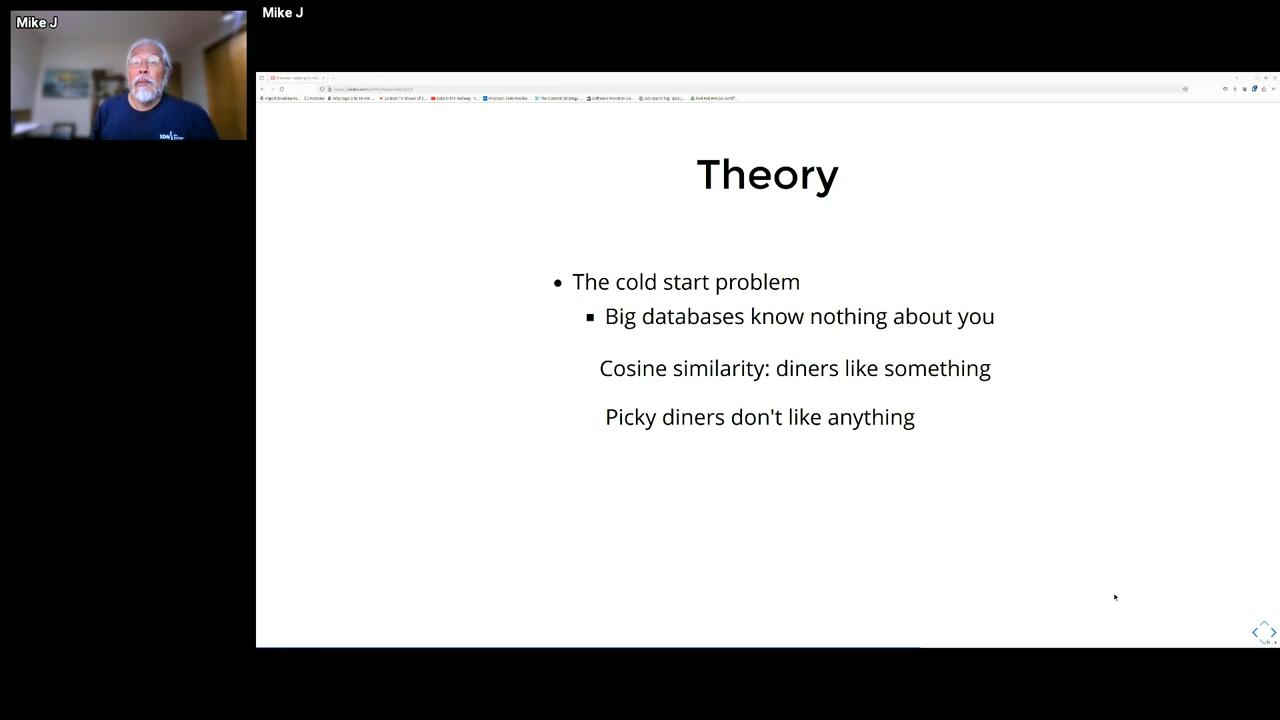 Mike J
Mike J
Theory
The cold start problem
Big databases know nothing about you
Cosine similarity: diners like something
Picky diners don't like anything